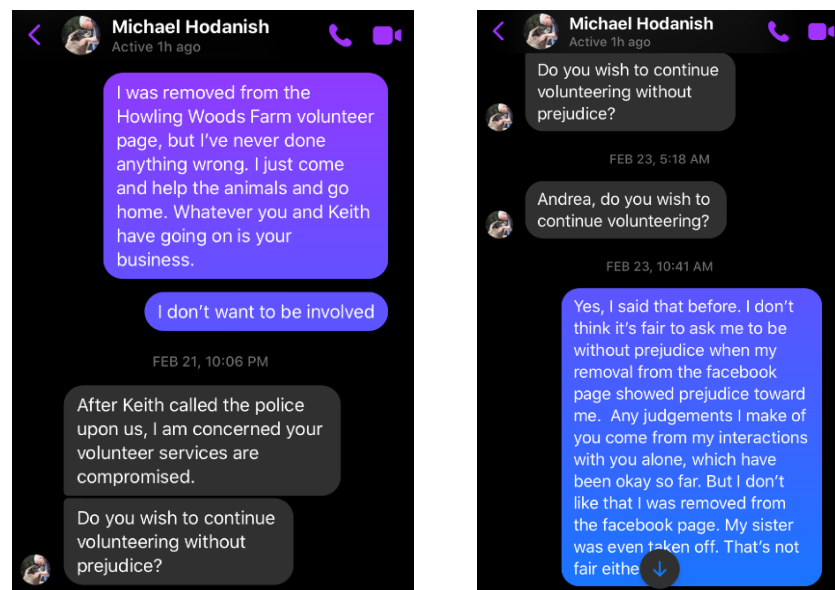 Michael Hodanish
Active 1h ago
I was removed from the
Howling Woods Farm volunteer
page, but I’ve never done
anything wrong. I just come
and help the animals and go
home. Whatever you and Keith
have going on is your
business.
I don’t want to be involved
FEB 21, 10:06 PM
After Keith called the police
upon us, I am concerned your
volunteer services are
compromised.
Do you wish to continue
volunteering without
prejudice?
Michael Hodanish
Active 1h ago
Do you wish to continue
volunteering without
prejudice?
FEB 23, 5:18 AM
Andrea, do you wish to
continue volunteering?
FEB 23, 10:41 AM
Yes, I said that before. I don’t
think it’s fair to ask me to be
without prejudice when my
removal from the facebook
page showed prejudice toward
me.  Any judgements I make of
you come from my interactions
with you alone, which have
been okay so far. But I don’t
like that I was removed from
the facebook page. My sister
was even taken off. That’s not
fair eithe